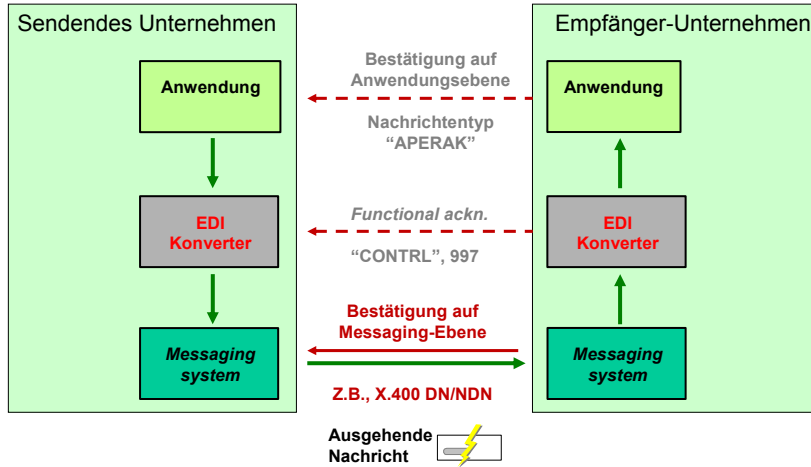 Sendendes Unternehmen
Empfänger-Unternehmen
Anwendung
Bestätigung auf
Anwendungsebene
Anwendung
Nachrichtentyp
“APERAK”
EDI
Konverter
Functional ackn.
EDI
Konverter
“CONTRL”, 997
Bestätigung auf
Messaging-Ebene
Messaging
system
Messaging
system
Z.B., X.400 DN/NDN
Ausgehende
Nachricht